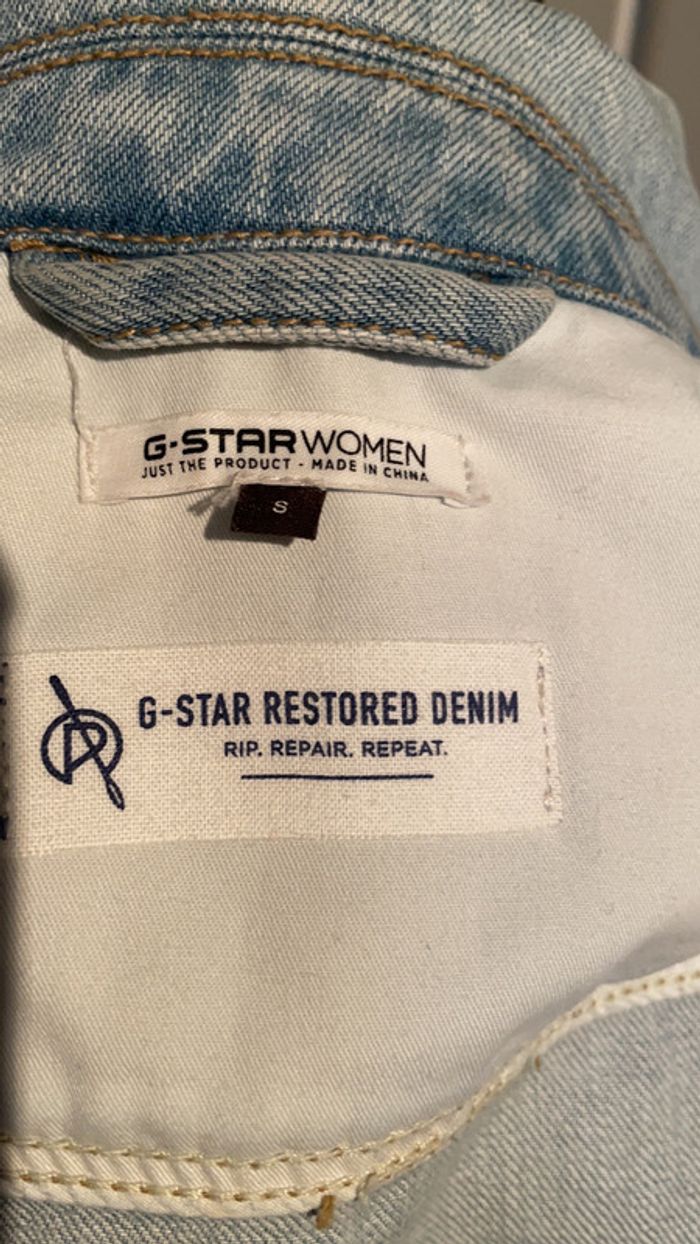 G-STAR WOMEN
JUST THE PRODUCT - MADE IN CHINA
S
G-STAR RESTORED DENIM
RIP. REPAIR. REPEAT.